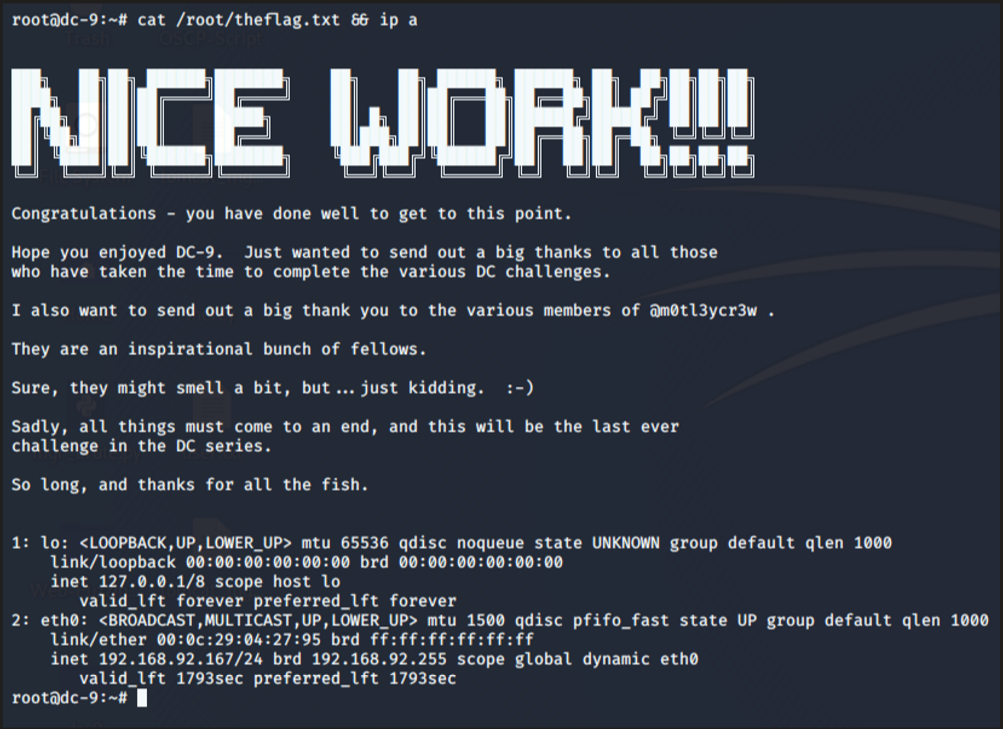 root@dc-9:~# cat /root/theflag.txt && ip a
NICE WORK!!!
Congratulations - you have done well to get to this point.
Hope you enjoyed DC-9.  Just wanted to send out a big thanks to all those
who have taken the time to complete the various DC challenges.
I also want to send out a big thank you to the various members of @m0tl3ycr3w .
They are an inspirational bunch of fellows.
Sure, they might smell a bit, but...just kidding.  :-)
Sadly, all things must come to an end, and this will be the last ever
challenge in the DC series.
So long, and thanks for all the fish.
1: lo: <LOOPBACK,UP,LOWER_UP> mtu 65536 qdisc noqueue state UNKNOWN group default qlen 1000
    link/loopback 00:00:00:00:00:00 brd 00:00:00:00:00:00
    inet 127.0.0.1/8 scope host lo
       valid_lft forever preferred_lft forever
2: eth0: <BROADCAST,MULTICAST,UP,LOWER_UP> mtu 1500 qdisc pfifo_fast state UP group default qlen 1000
    link/ether 00:0c:29:04:27:95 brd ff:ff:ff:ff:ff:ff
    inet 192.168.92.167/24 brd 192.168.92.255 scope global dynamic eth0
       valid_lft 1793sec preferred_lft 1793sec
root@dc-9:~#